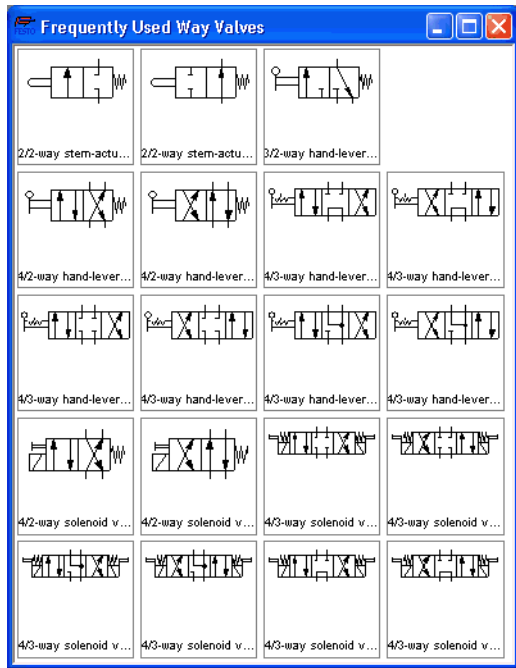 FESTO Frequently Used Way Valves
2/2-way stem-actu... 2/2-way stem-actu... 3/2-way hand-lever...
4/2-way hand-lever... 4/2-way hand-lever... 4/3-way hand-lever... 4/3-way hand-lever...
4/3-way hand-lever... 4/3-way hand-lever... 4/3-way hand-lever... 4/3-way hand-lever...
4/2-way solenoid v... 4/2-way solenoid v... 4/3-way solenoid v... 4/3-way solenoid v...
4/3-way solenoid v... 4/3-way solenoid v... 4/3-way solenoid v... 4/3-way solenoid v...